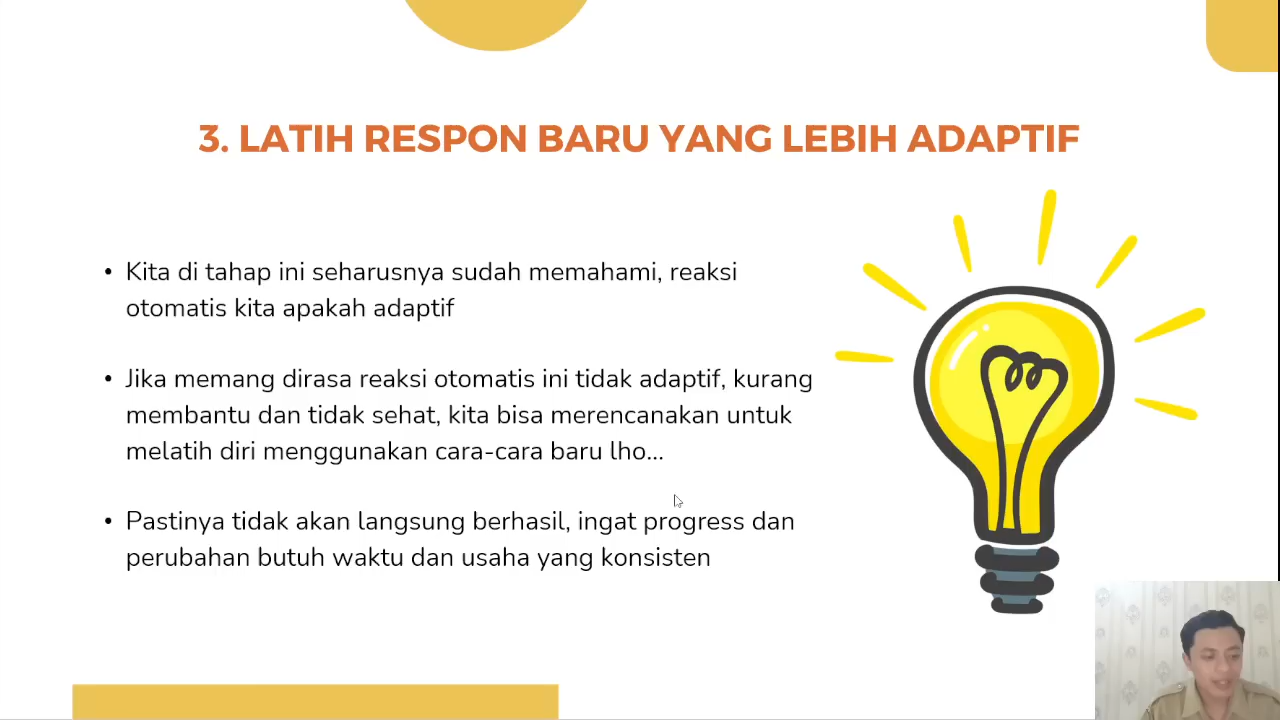 3. LATIH RESPON BARU YANG LEBIH ADAPTIF
• Kita di tahap ini seharusnya sudah memahami, reaksi
otomatis kita apakah adaptif
• Jika memang dirasa reaksi otomatis ini tidak adaptif, kurang
membantu dan tidak sehat, kita bisa merencanakan untuk
melatih diri menggunakan cara-cara baru lho...
• Pastinya tidak akan langsung berhasil, ingat progress dan
perubahan butuh waktu dan usaha yang konsisten